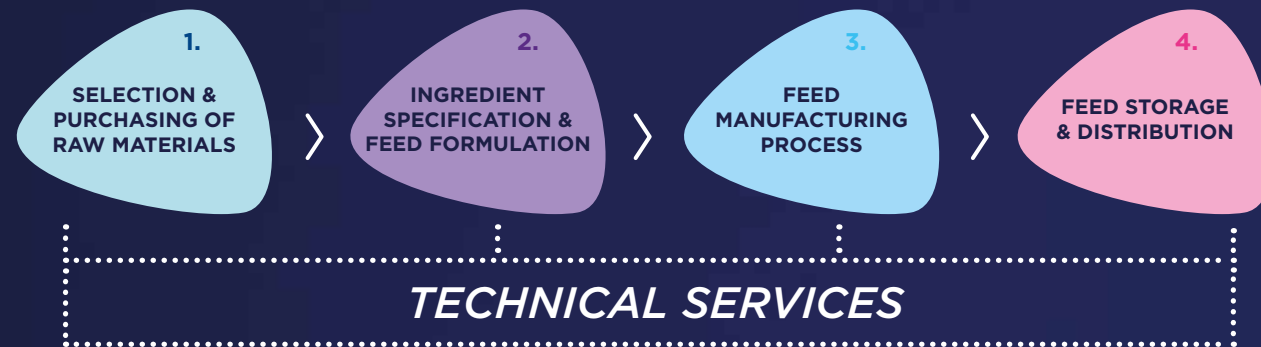 1.
SELECTION &
PURCHASING OF
RAW MATERIALS
2.
INGREDIENT
SPECIFICATION &
FEED FORMULATION
3.
FEED
MANUFACTURING
PROCESS
4.
FEED STORAGE
& DISTRIBUTION
TECHNICAL SERVICES